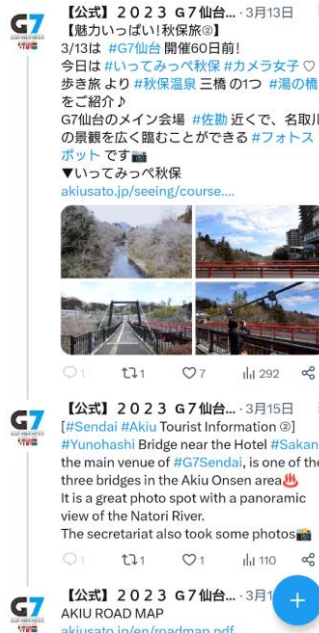 【公式】２０２３ Ｇ７仙台... · 3月13日
【魅力いっぱい！秋保旅②】
3/13は #G7仙台 開催60日前！
今日は #いってみっぺ秋保 #カメラ女子 ♡
歩き旅 より #秋保温泉 三橋 の1つ #湯の橋
をご紹介♪
G7仙台のメイン会場 #佐勘 近くで、名取川
の景観を広く臨むことができる #フォトス
ポット です📷
▼いってみっぺ秋保
akiusato.jp/seeing/course....
1 1 7 292
G7
【公式】２０２３ Ｇ７仙台... · 3月15日
[#Sendai #Akiu Tourist Information ②]
#Yunohashi Bridge near the Hotel #Sakan
the main venue of #G7Sendai, is one of the
three bridges in the Akiu Onsen area♨️
It is a great photo spot with a panoramic
view of the Natori River.
The secretariat also took some photos📸
1 1 1 110
G7
【公式】２０２３ Ｇ７仙台... · 3月1
AKIU ROAD MAP
akiusato.jp/en/roadmap.pdf